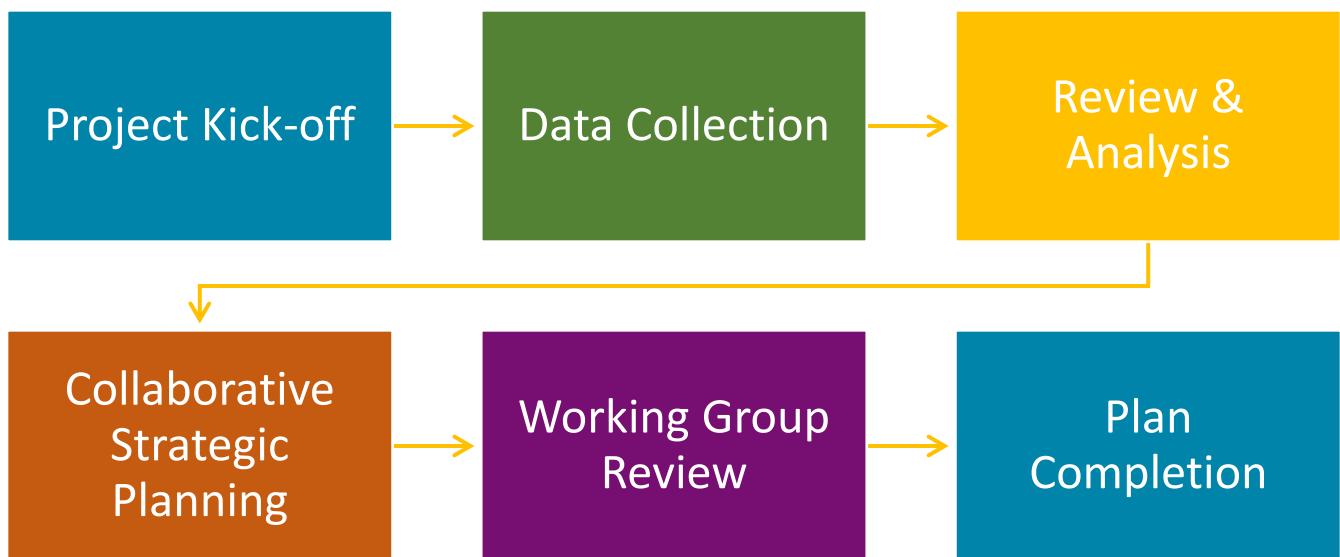 Project Kick-off
Data Collection
Review &
Analysis
Collaborative
Strategic
Planning
Working Group
Review
Plan
Completion